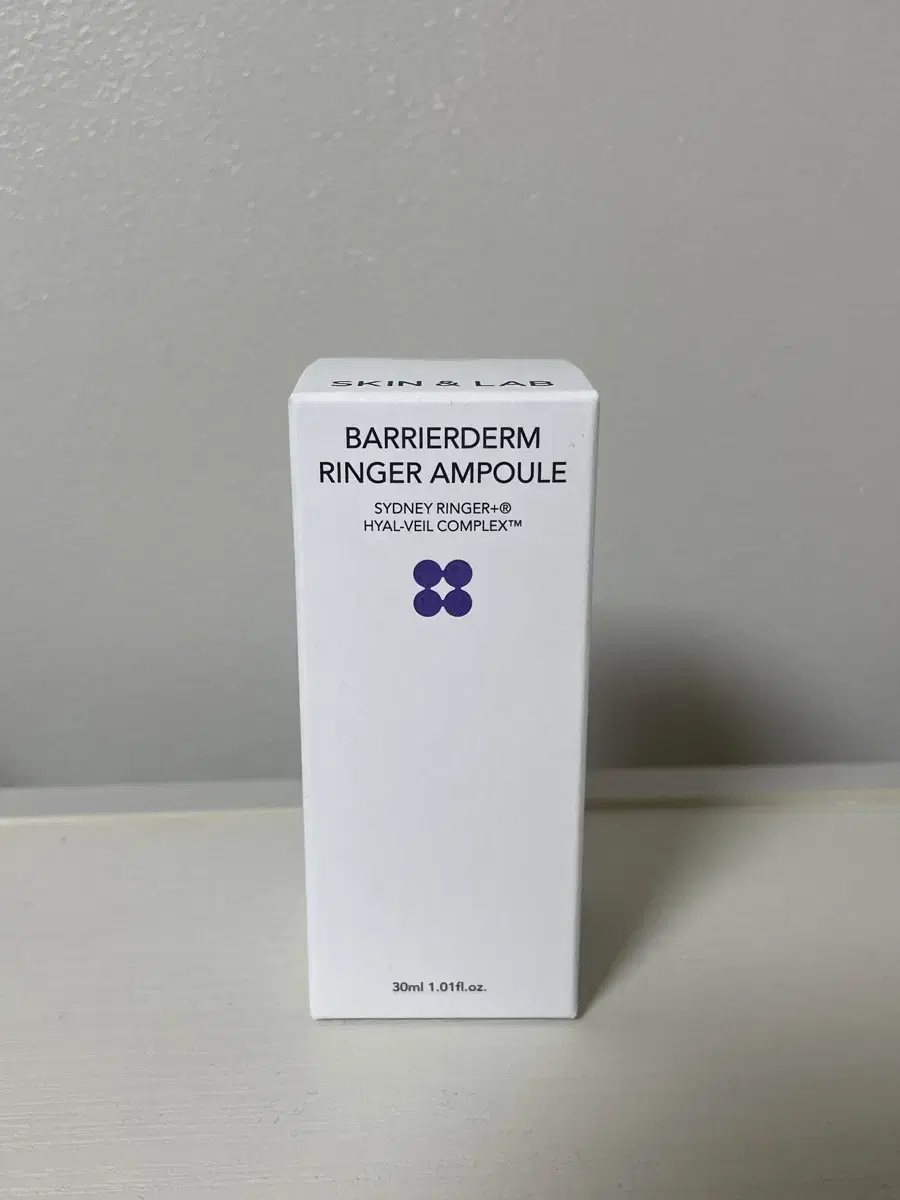 SKIN & LAB
BARRIERDERM
RINGER AMPOULE
SYDNEY RINGER+®
HYAL-VEIL COMPLEX™
30ml 1.01fl.oz.